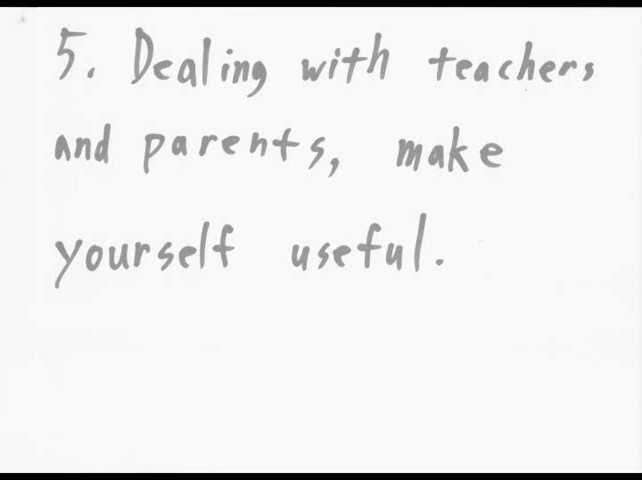 5. Dealing with teachers
and parents, make
yourself useful.